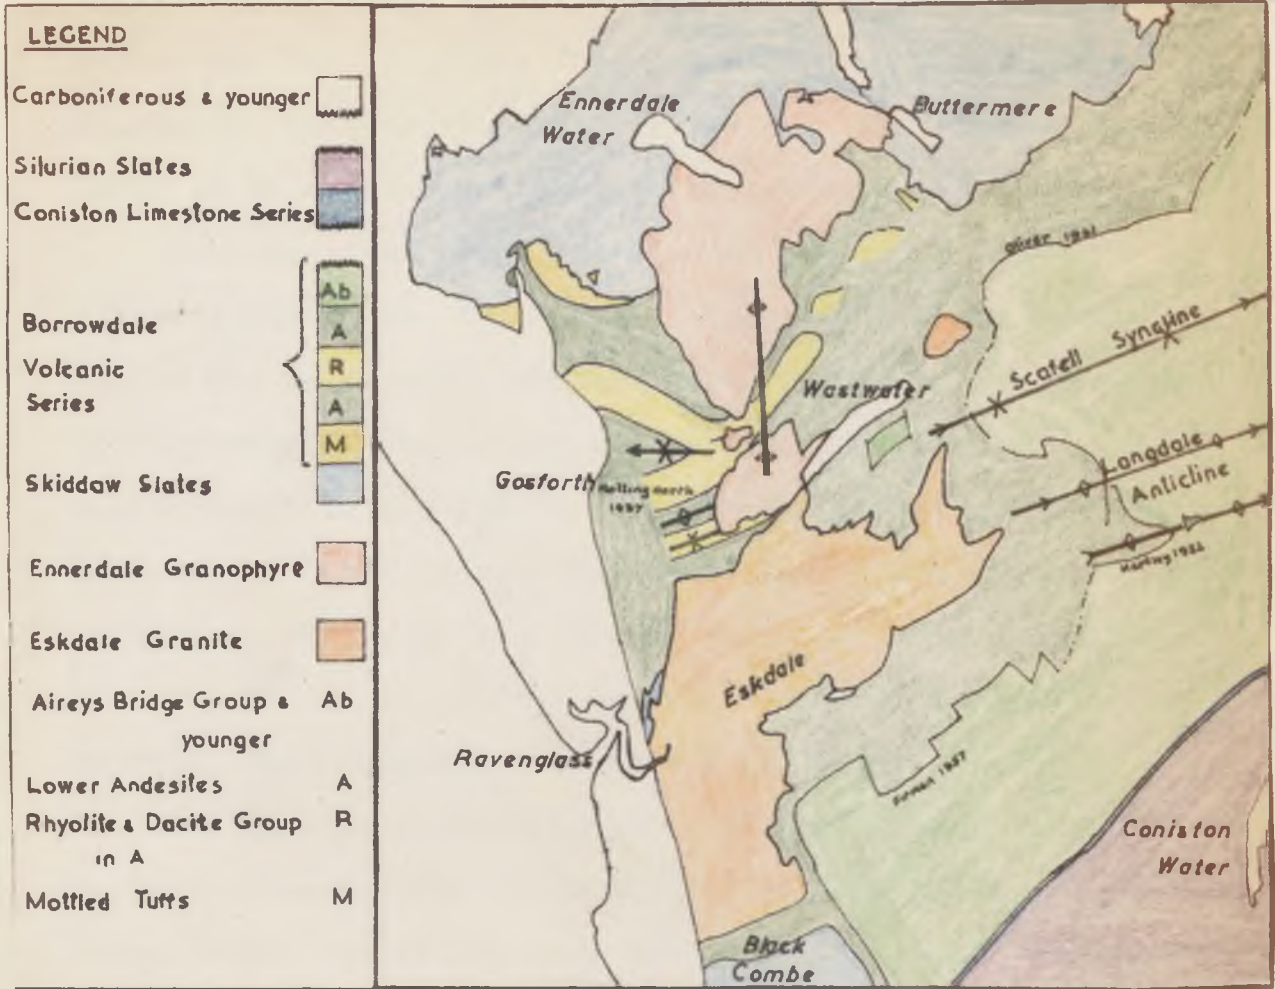 LEGEND
Carboniferous & younger
Silurian Slates
Coniston Limestone Series
Borrowdale
Volcanic
Series
Ab
A
R
A
M
Skiddaw Slates
Ennerdale Granophyre
Eskdale Granite
Aireys Bridge Group & Ab
younger
Lower Andesites A
Rhyolite & Dacite Group R
in A
Mottled Tuffs M
Ennerdale
Water
Buttermere
Oliver 1961
Scafell Syncline
Wastwater
Langdale
Anticline
Gosforth
1937
Eskdale
Ravenglass
1957
Coniston
Water
Black
Combe